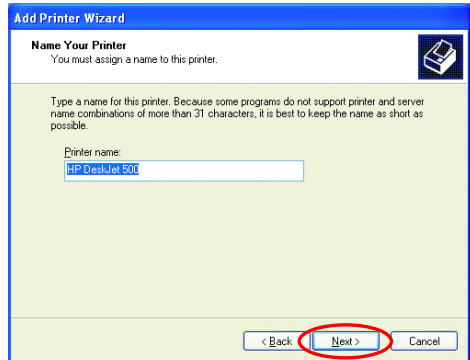 Add Printer Wizard
Name Your Printer
You must assign a name to this printer.
Type a name for this printer. Because some programs do not support printer and server
name combinations of more than 31 characters, it is best to keep the name as short as
possible.
Printer name:
HP DeskJet 500
< Back
Next >
Cancel